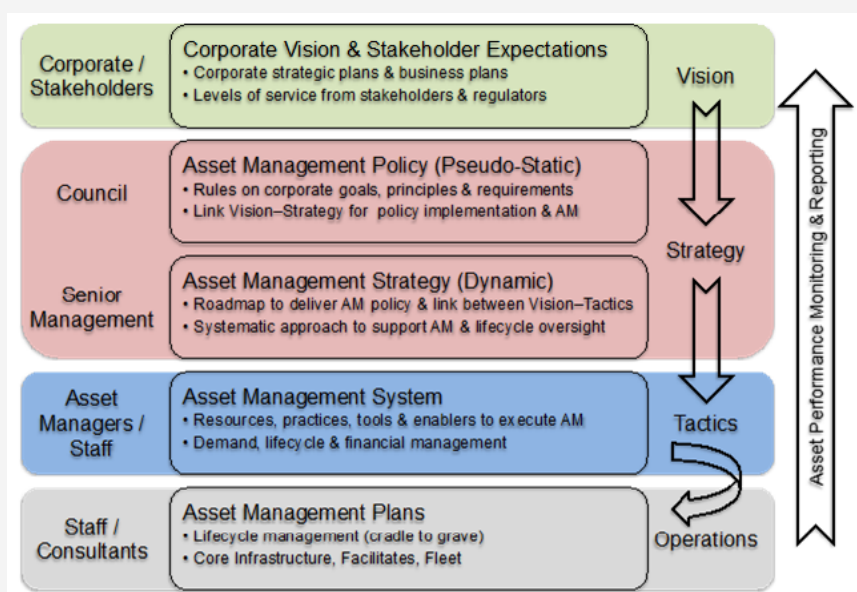 Corporate /
Stakeholders
Corporate Vision & Stakeholder Expectations
• Corporate strategic plans & business plans
• Levels of service from stakeholders & regulators
Vision
Council
Asset Management Policy (Pseudo-Static)
• Rules on corporate goals, principles & requirements
• Link Vision–Strategy for policy implementation & AM
Strategy
Senior
Management
Asset Management Strategy (Dynamic)
• Roadmap to deliver AM policy & link between Vision–Tactics
• Systematic approach to support AM & lifecycle oversight
Asset
Managers /
Staff
Asset Management System
• Resources, practices, tools & enablers to execute AM
• Demand, lifecycle & financial management
Tactics
Staff /
Consultants
Asset Management Plans
• Lifecycle management (cradle to grave)
• Core Infrastructure, Facilitates, Fleet
Operations
Asset Performance Monitoring & Reporting